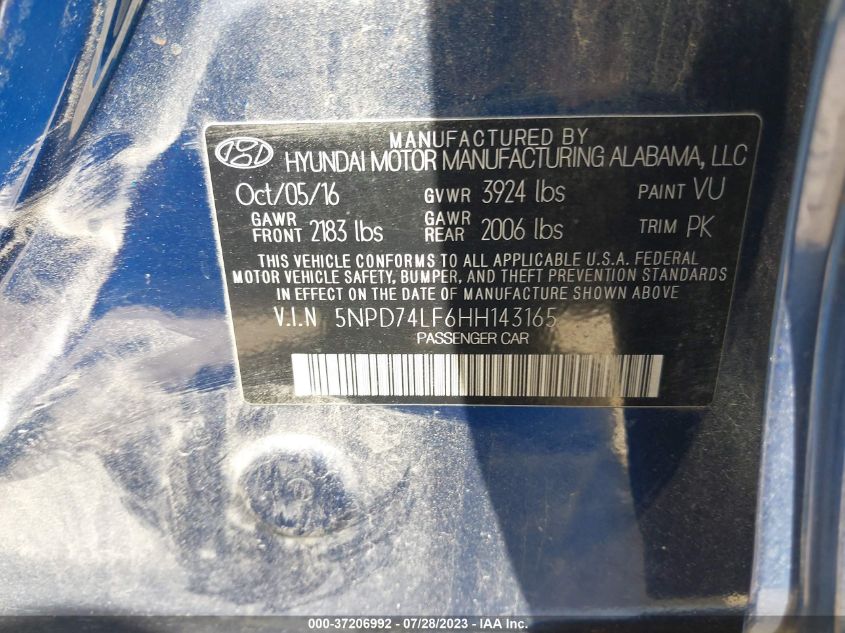 MANUFACTURED BY
HYUNDAI MOTOR MANUFACTURING ALABAMA, LLC
Oct/05/16 GVWR 3924 lbs PAINT VU
GAWR FRONT 2183 lbs GAWR REAR 2006 lbs TRIM PK
THIS VEHICLE CONFORMS TO ALL APPLICABLE U.S.A. FEDERAL
MOTOR VEHICLE SAFETY, BUMPER, AND THEFT PREVENTION STANDARDS
IN EFFECT ON THE DATE OF MANUFACTURE SHOWN ABOVE
V.I.N 5NPD74LF6HH143165
PASSENGER CAR
000-37206992 / 07/28/2023 - IAA Inc.